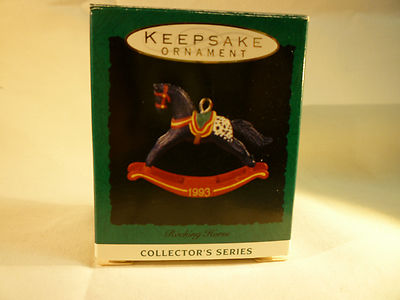 KEEPSAKE
ORNAMENT
1993
Rocking Horse
COLLECTOR'S SERIES